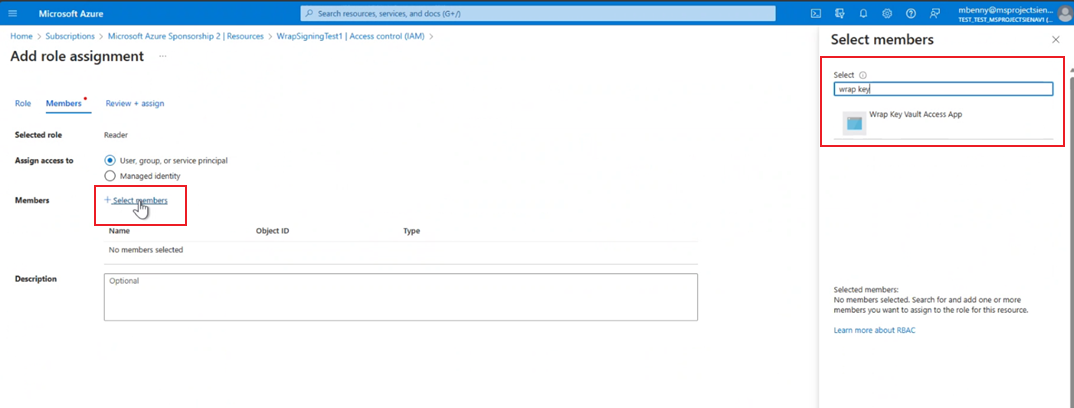 Microsoft Azure
Search resources, services, and docs (G+/)
mbenny@msprojectsien...
TEST_TEST_MSPROJECTSIENAVI (...
Home > Subscriptions > Microsoft Azure Sponsorship 2 | Resources > WrapSigningTest1 | Access control (IAM) >
Add role assignment ...
Role Members Review + assign
Selected role Reader
Assign access to User, group, or service principal
Managed identity
Members + Select members
Name Object ID Type
No members selected
Description Optional
Select members
Select
wrap key
Wrap Key Vault Access App
Selected members:
No members selected. Search for and add one or more
members you want to assign to the role for this resource.
Learn more about RBAC